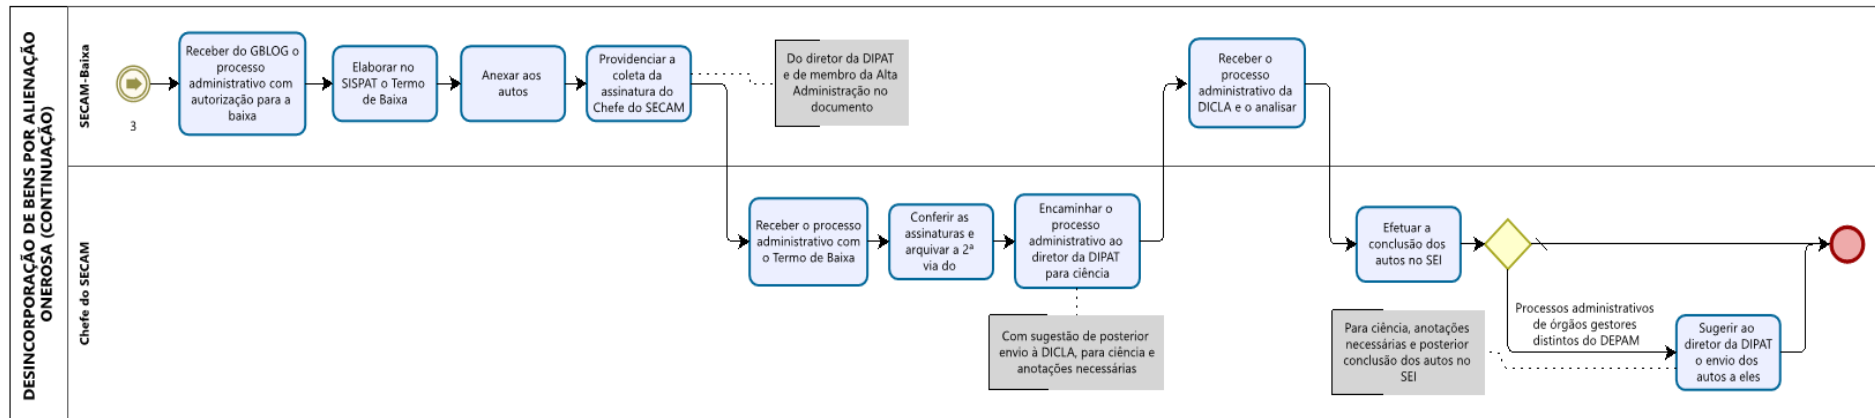 DESINCORPORAÇÃO DE BENS POR ALIENAÇÃO
ONEROSA (CONTINUAÇÃO)
SECAM-Baixa
3
Receber do GBLOG o
processo
administrativo com
autorização para a
baixa
Elaborar no
SISPAT o Termo
de Baixa
Anexar aos
autos
Providenciar a
coleta da
assinatura do
Chefe do SECAM
Do diretor da DIPAT
e de membro da Alta
Administração no
documento
Receber o
processo
administrativo da
DICLA e o analisar
Chefe do SECAM
Receber o processo
administrativo com
o Termo de Baixa
Conferir as
assinaturas e
arquivar a 2ª
via do
Encaminhar o
processo
administrativo ao
diretor da DIPAT
para ciência
Com sugestão de posterior
envio à DICLA, para ciência e
anotações necessárias
Efetuar a
conclusão dos
autos no SEI
Processos administrativos
de órgãos gestores
distintos do DEPAM
Para ciência, anotações
necessárias e posterior
conclusão dos autos no
SEI
Sugerir ao
diretor da DIPAT
o envio dos
autos a eles